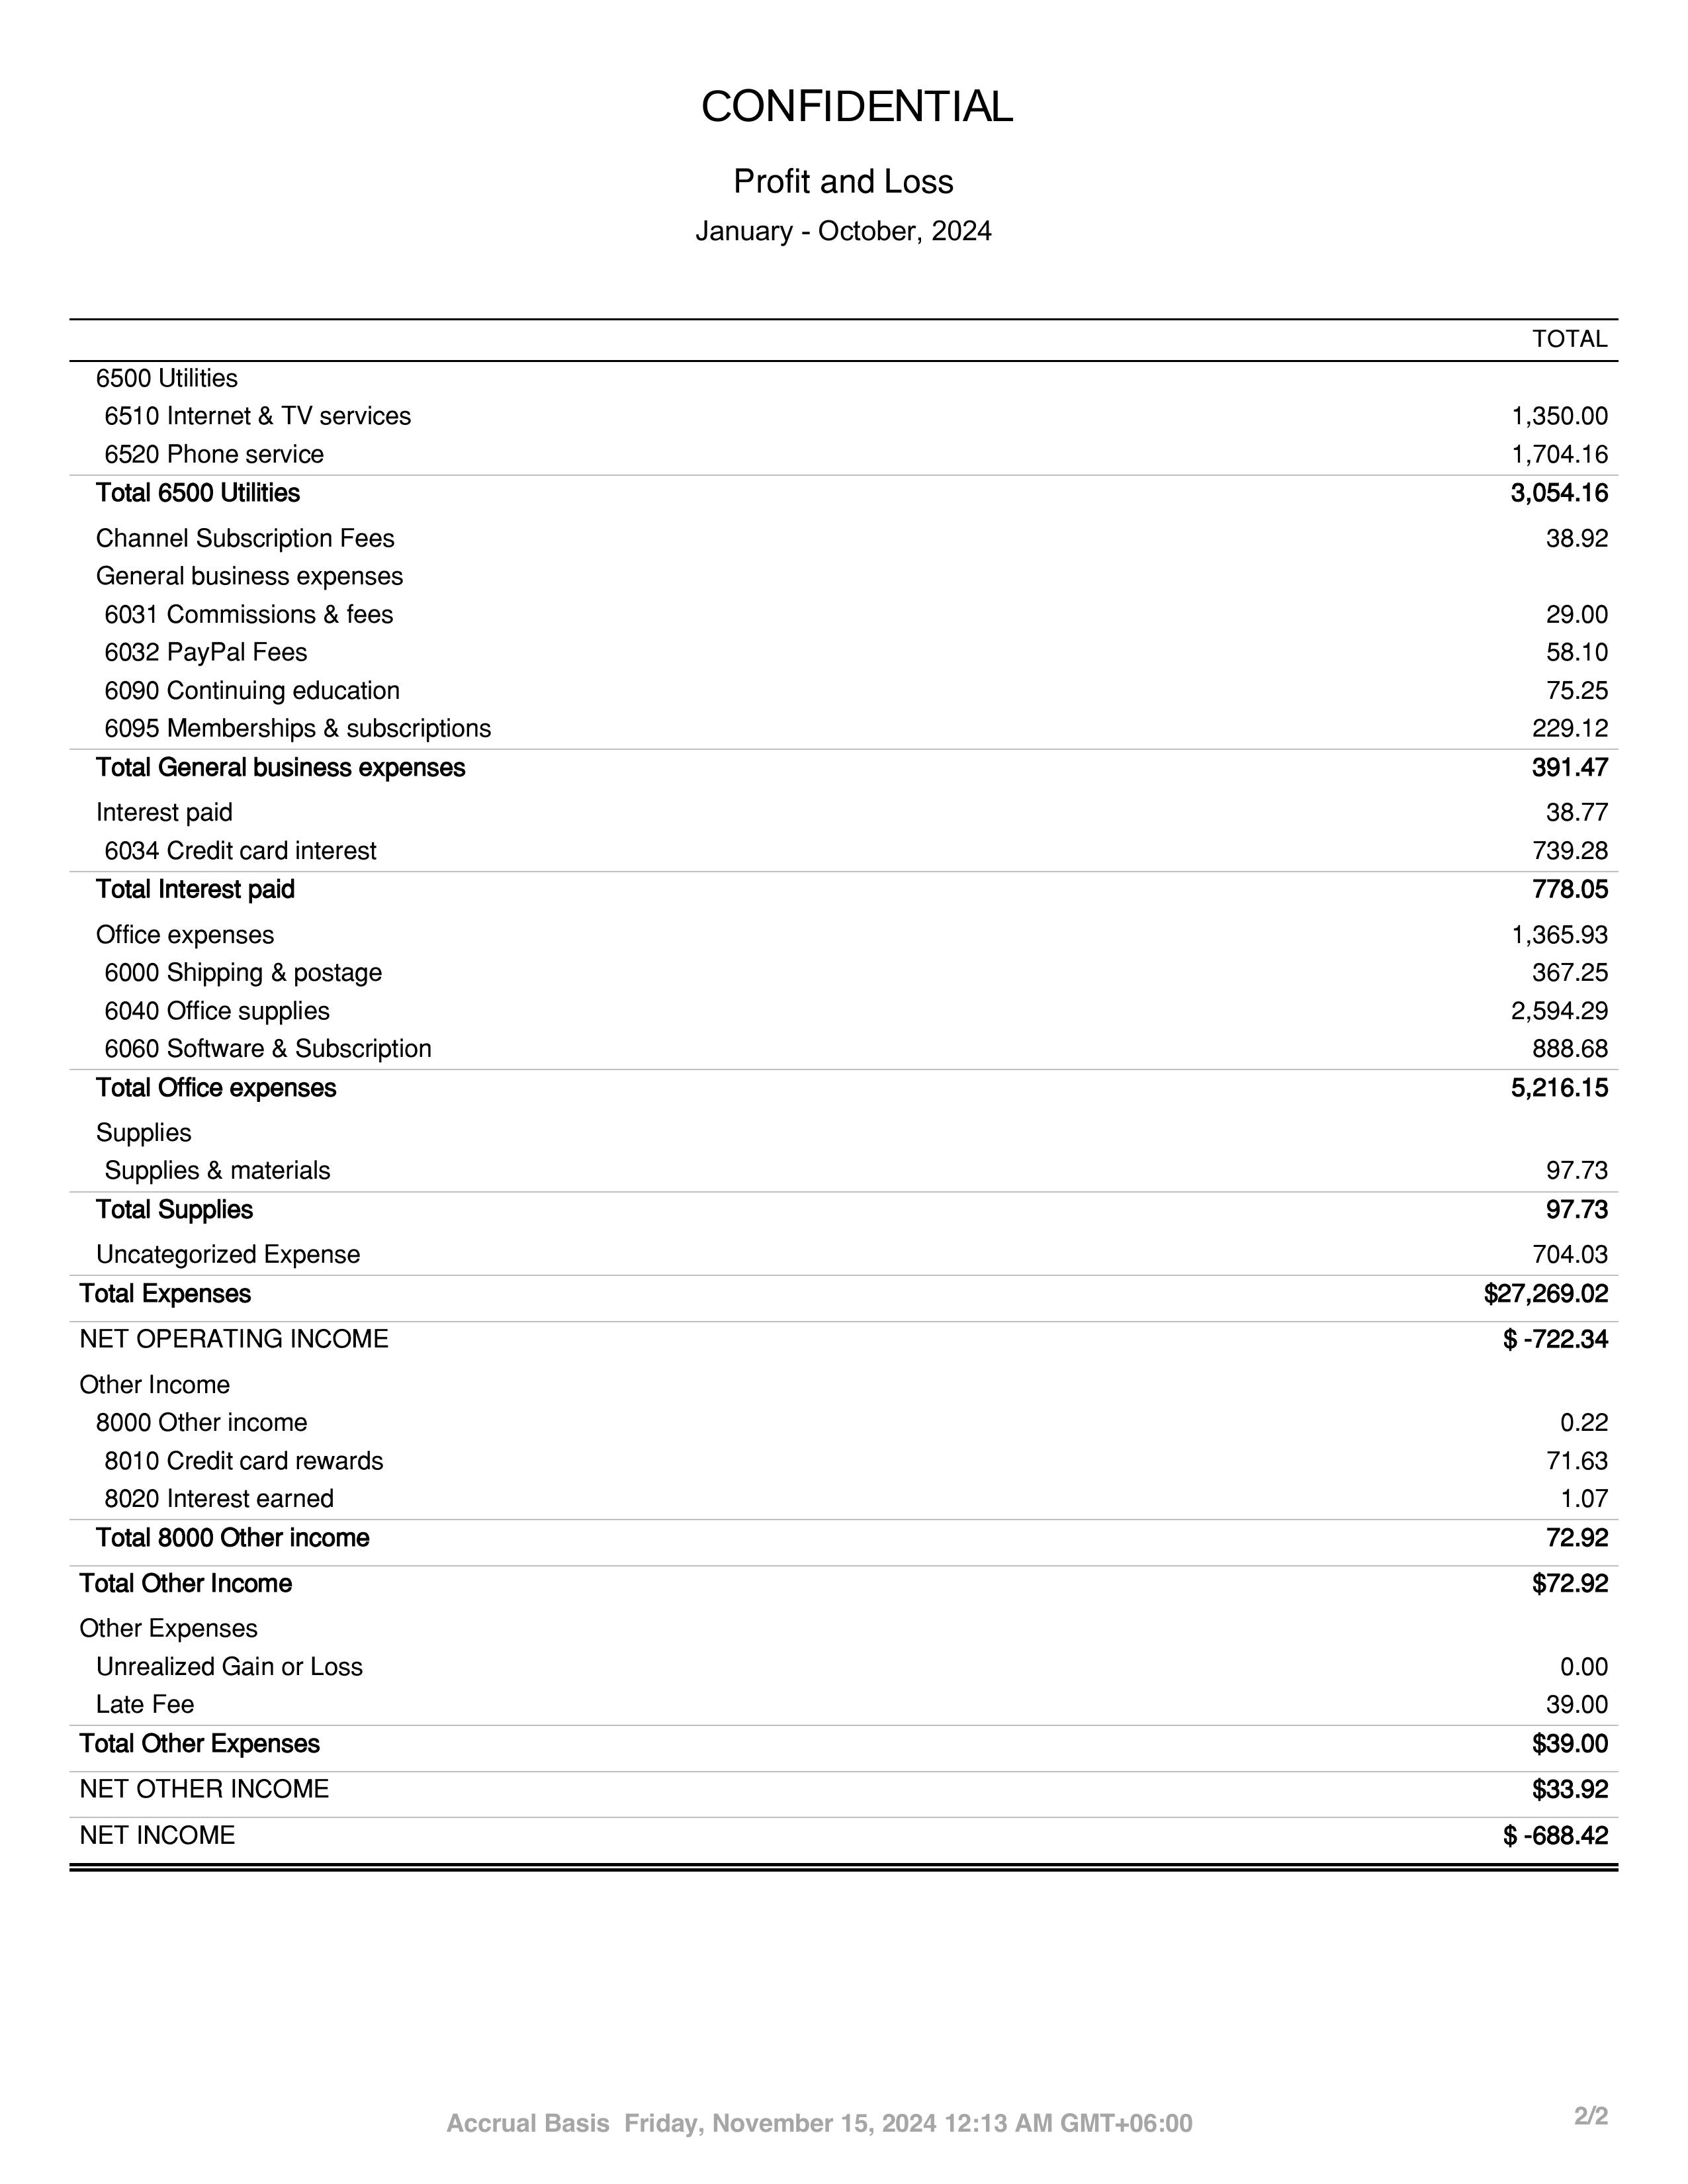 CONFIDENTIAL
Profit and Loss
January - October, 2024
TOTAL
6500 Utilities
6510 Internet & TV services 1,350.00
6520 Phone service 1,704.16
Total 6500 Utilities 3,054.16
Channel Subscription Fees 38.92
General business expenses
6031 Commissions & fees 29.00
6032 PayPal Fees 58.10
6090 Continuing education 75.25
6095 Memberships & subscriptions 229.12
Total General business expenses 391.47
Interest paid 38.77
6034 Credit card interest 739.28
Total Interest paid 778.05
Office expenses 1,365.93
6000 Shipping & postage 367.25
6040 Office supplies 2,594.29
6060 Software & Subscription 888.68
Total Office expenses 5,216.15
Supplies
Supplies & materials 97.73
Total Supplies 97.73
Uncategorized Expense 704.03
Total Expenses $27,269.02
NET OPERATING INCOME $ -722.34
Other Income
8000 Other income 0.22
8010 Credit card rewards 71.63
8020 Interest earned 1.07
Total 8000 Other income 72.92
Total Other Income $72.92
Other Expenses
Unrealized Gain or Loss 0.00
Late Fee 39.00
Total Other Expenses $39.00
NET OTHER INCOME $33.92
NET INCOME $ -688.42
Accrual Basis Friday, November 15, 2024 12:13 AM GMT+06:00 2/2